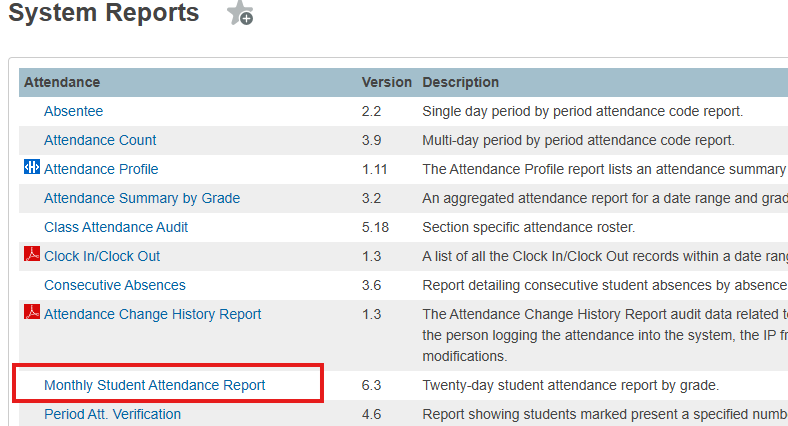 System Reports
Attendance Version Description
Absentee 2.2 Single day period by period attendance code report.
Attendance Count 3.9 Multi-day period by period attendance code report.
Attendance Profile 1.11 The Attendance Profile report lists an attendance summary
Attendance Summary by Grade 3.2 An aggregated attendance report for a date range and grad
Class Attendance Audit 5.18 Section specific attendance roster.
Clock In/Clock Out 1.3 A list of all the Clock In/Clock Out records within a date rang
Consecutive Absences 3.6 Report detailing consecutive student absences by absence
Attendance Change History Report 1.3 The Attendance Change History Report audit data related to
the person logging the attendance into the system, the IP fr
modifications.
Monthly Student Attendance Report 6.3 Twenty-day student attendance report by grade.
Period Att. Verification 4.6 Report showing students marked present a specified numb